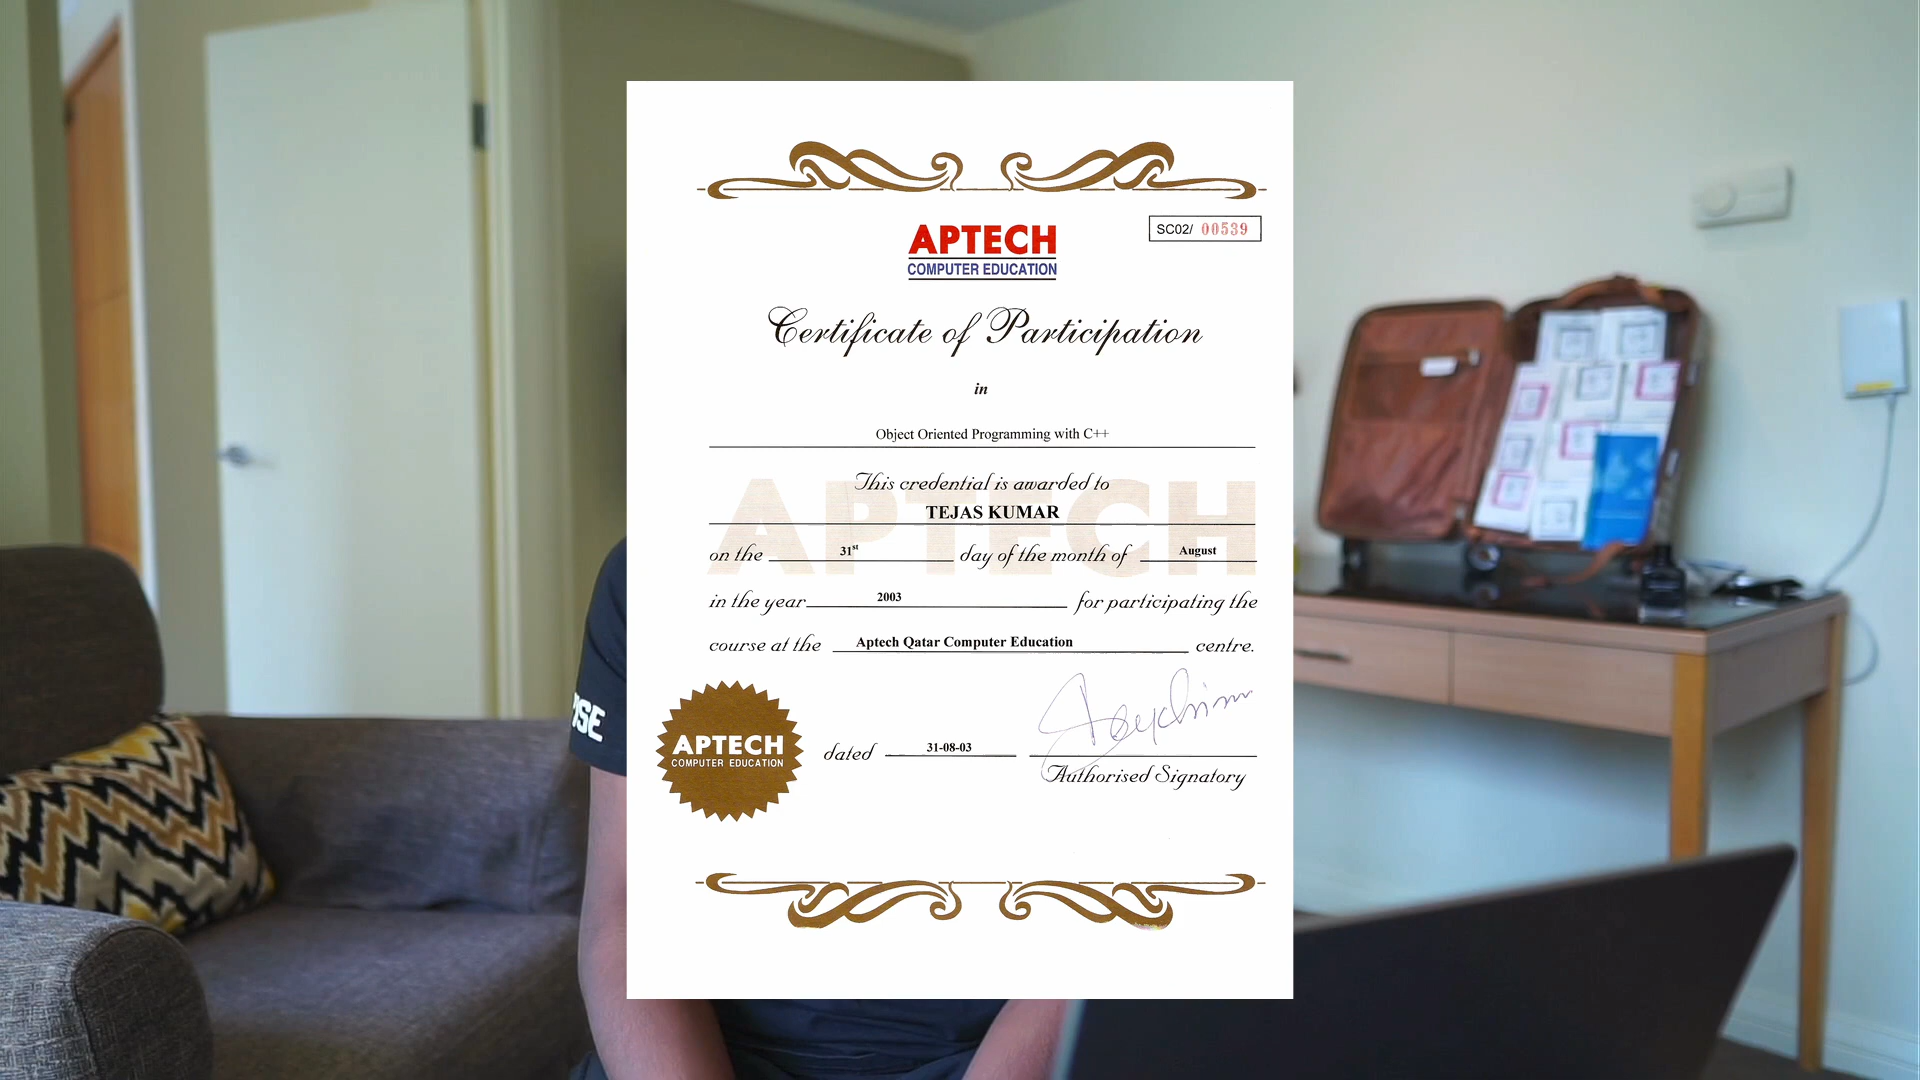 APTECH
COMPUTER EDUCATION
SC02/ 00539
Certificate of Participation
in
Object Oriented Programming with C++
APTECH
This credential is awarded to
TEJAS KUMAR
on the 31st day of the month of August
in the year 2003 for participating the
course at the Aptech Qatar Computer Education centre.
APTECH
COMPUTER EDUCATION
dated 31-08-03
Authorised Signatory